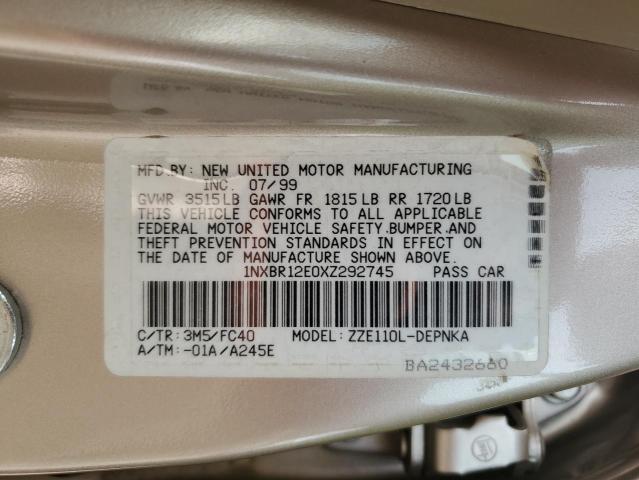 MFD.BY: NEW UNITED MOTOR MANUFACTURING
INC. 07/99
GVWR 3515LB GAWR FR 1815LB RR 1720LB
THIS VEHICLE CONFORMS TO ALL APPLICABLE
FEDERAL MOTOR VEHICLE SAFETY,BUMPER,AND
THEFT PREVENTION STANDARDS IN EFFECT ON
THE DATE OF MANUFACTURE SHOWN ABOVE.
1NXBR12E0XZ292745 PASS CAR
C/TR:3M5/FC40 MODEL:ZZE110L-DEPNKA
A/TM:-01A/A245E
BA2432660